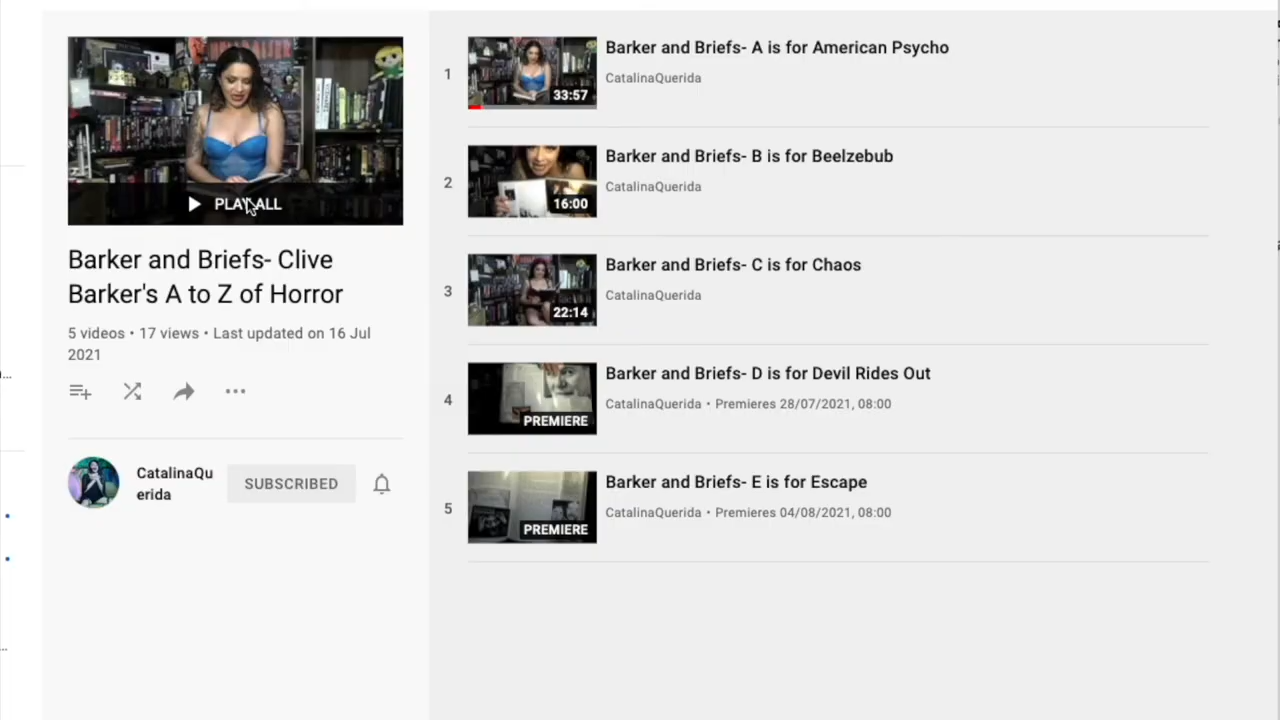 PLAY ALL
Barker and Briefs- Clive
Barker's A to Z of Horror
5 videos • 17 views • Last updated on 16 Jul
2021
CatalinaQu
erida
SUBSCRIBED
1
Barker and Briefs- A is for American Psycho
CatalinaQuerida
33:57
2
Barker and Briefs- B is for Beelzebub
CatalinaQuerida
16:00
3
Barker and Briefs- C is for Chaos
CatalinaQuerida
22:14
4
Barker and Briefs- D is for Devil Rides Out
CatalinaQuerida • Premieres 28/07/2021, 08:00
PREMIERE
5
Barker and Briefs- E is for Escape
CatalinaQuerida • Premieres 04/08/2021, 08:00
PREMIERE